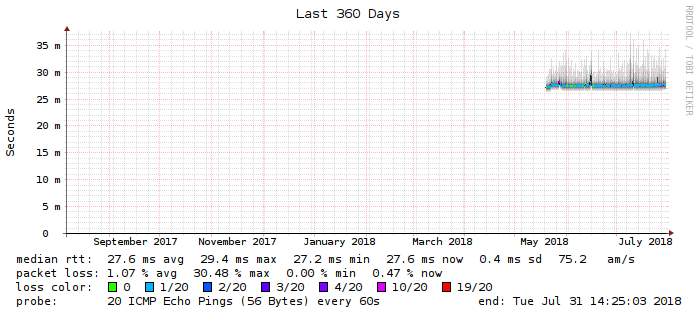 Last 360 Days
RRDTOOL / TOBI OETIKER
Seconds
35 m
30 m
25 m
20 m
15 m
10 m
5 m
0
September 2017 November 2017 January 2018 March 2018 May 2018 July 2018
median rtt: 27.6 ms avg 29.4 ms max 27.2 ms min 27.6 ms now 0.4 ms sd 75.2 am/s
packet loss: 1.07 % avg 30.48 % max 0.00 % min 0.47 % now
loss color: 0 1/20 2/20 3/20 4/20 10/20 19/20
probe: 20 ICMP Echo Pings (56 Bytes) every 60s end: Tue Jul 31 14:25:03 2018